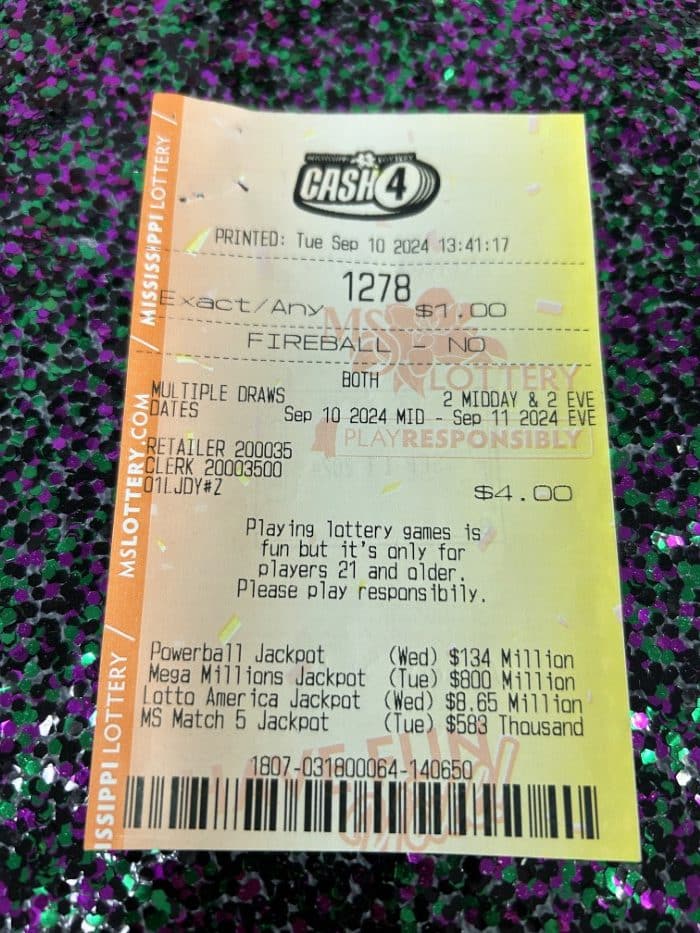 MISSISSIPPI LOTTERY
CASH 4
PRINTED: Tue Sep 10 2024 13:41:17
1278
Exact/Any $1.00
FIREBALL NO
BOTH
MULTIPLE DRAWS 2 MIDDAY & 2 EVE
DATES Sep 10 2024 MID - Sep 11 2024 EVE
RETAILER 200035
CLERK 20003500
01LJDY#Z
$4.00
Playing lottery games is
fun but it's only for
players 21 and older.
Please play responsibily.
Powerball Jackpot (Wed) $134 Million
Mega Millions Jackpot (Tue) $800 Million
Lotto America Jackpot (Wed) $8.65 Million
MS Match 5 Jackpot (Tue) $583 Thousand
1807-031800064-140650
MS
LOTTERY
PLAYRESPONSIBLY
FUN
ISSIPPI LOTTERY / MSLOTTERY.COM / MISSISSIPPI LOTTERY /